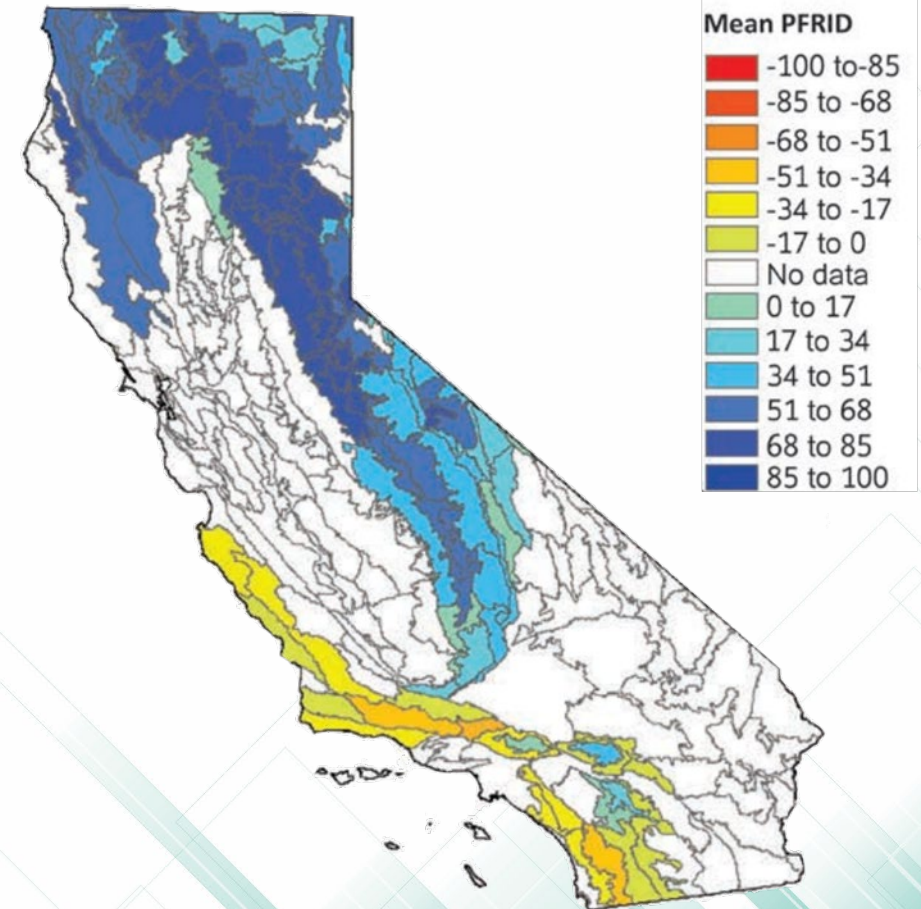 Mean PFRID
-100 to-85
-85 to -68
-68 to -51
-51 to -34
-34 to -17
-17 to 0
No data
0 to 17
17 to 34
34 to 51
51 to 68
68 to 85
85 to 100